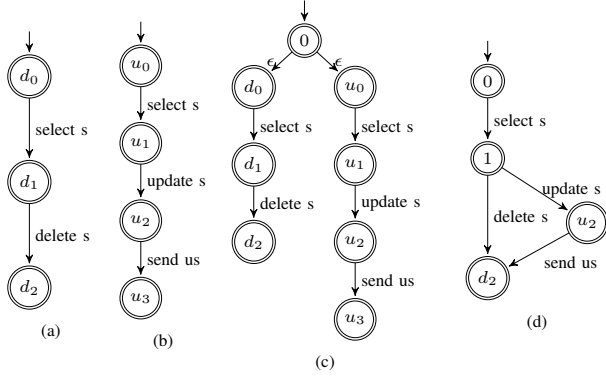 d0
select s
d1
delete s
d2
(a)
u0
select s
u1
update s
u2
send us
u3
(b)
0
ϵ
ϵ
d0
u0
select s
select s
d1
u1
delete s
update s
d2
u2
send us
u3
(c)
0
select s
1
update s
delete s
u2
send us
d2
(d)